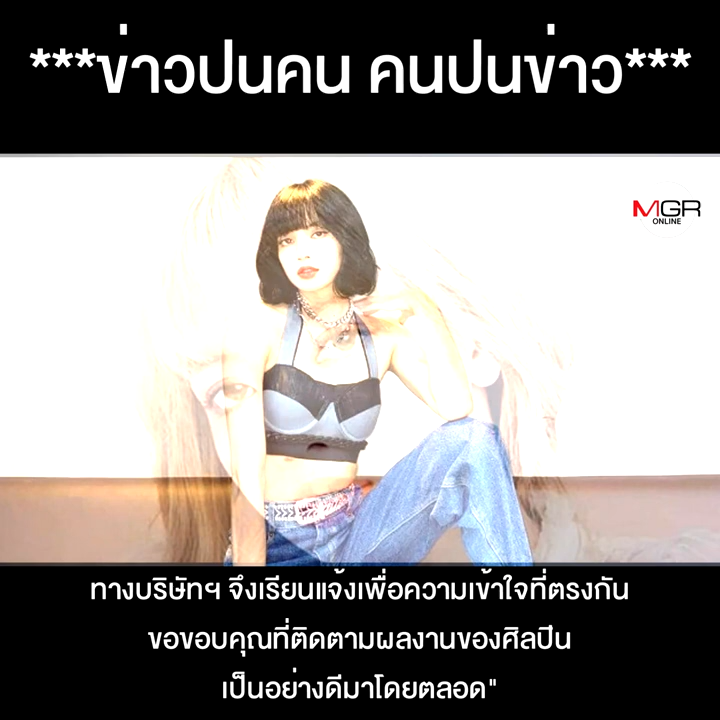 ***ข่าวปนคน คนปนข่าว***
MGR
ONLINE
ทางบริษัทฯ จึงเรียนแจ้งเพื่อความเข้าใจที่ตรงกัน
ขอขอบคุณที่ติดตามผลงานของศิลปิน
เป็นอย่างดีมาโดยตลอด"